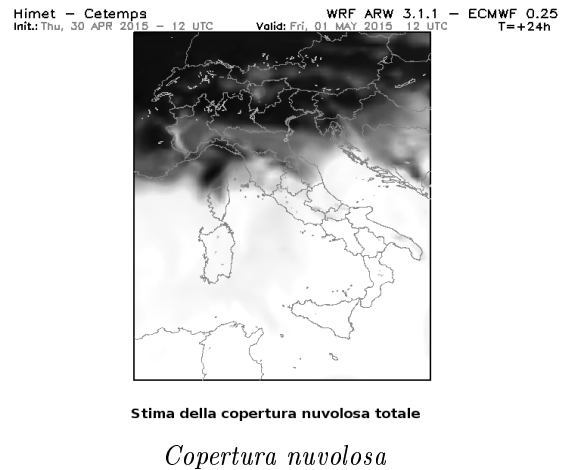 Himet – Cetemps WRF ARW 3.1.1 – ECMWF 0.25
Init.: Thu, 30 APR 2015 – 12 UTC Valid: Fri, 01 MAY 2015 12 UTC T=+24h
Stima della copertura nuvolosa totale
Copertura nuvolosa